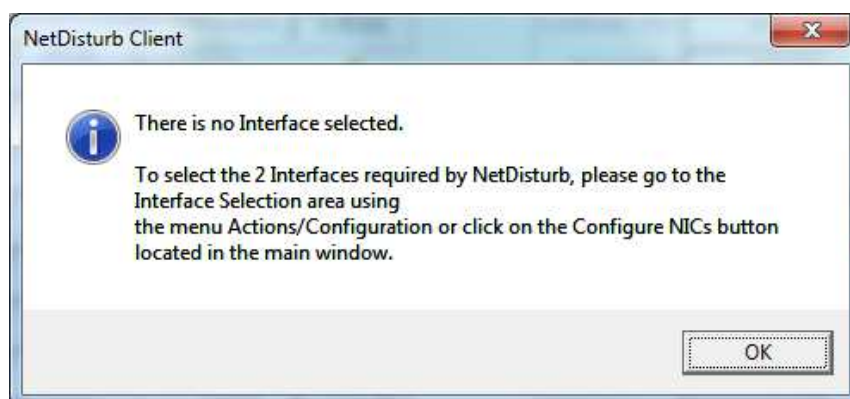 NetDisturb Client
There is no Interface selected.
To select the 2 Interfaces required by NetDisturb, please go to the
Interface Selection area using
the menu Actions/Configuration or click on the Configure NICs button
located in the main window.
OK